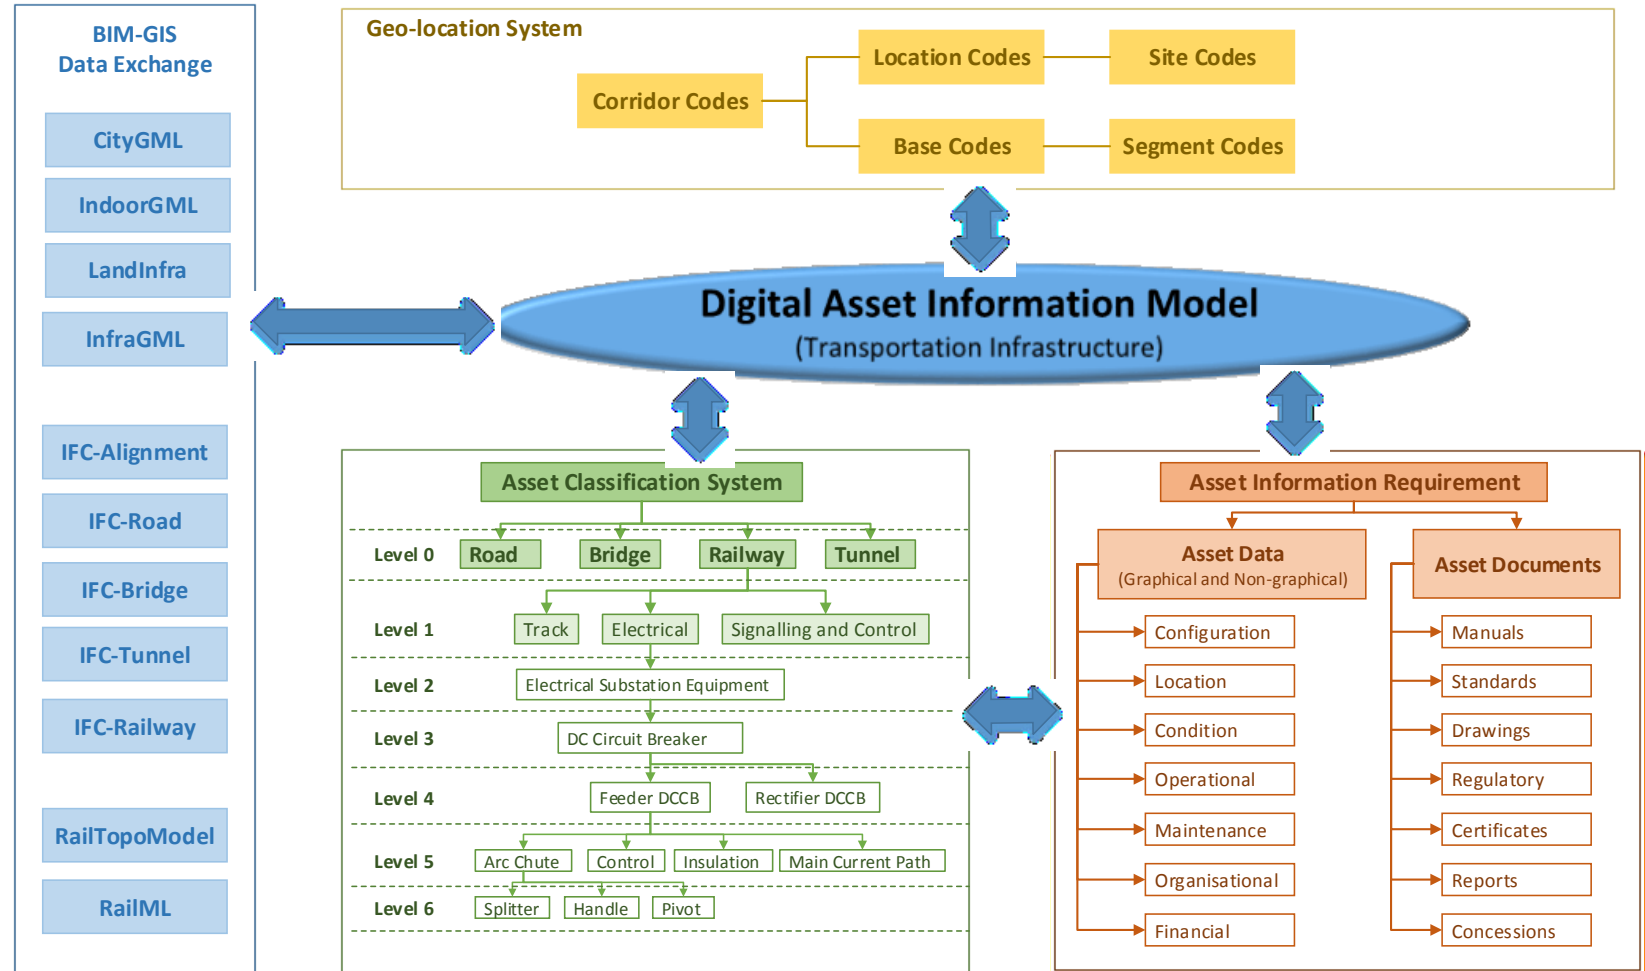 BIM-GIS
Data Exchange
CityGML
IndoorGML
LandInfra
InfraGML
IFC-Alignment
IFC-Road
IFC-Bridge
IFC-Tunnel
IFC-Railway
RailTopoModel
RailML
Geo-location System
Corridor Codes
Location Codes
Site Codes
Base Codes
Segment Codes
Digital Asset Information Model
(Transportation Infrastructure)
Asset Classification System
Level 0
Road
Bridge
Railway
Tunnel
Level 1
Track
Electrical
Signalling and Control
Level 2
Electrical Substation Equipment
Level 3
DC Circuit Breaker
Level 4
Feeder DCCB
Rectifier DCCB
Level 5
Arc Chute
Control
Insulation
Main Current Path
Level 6
Splitter
Handle
Pivot
Asset Information Requirement
Asset Data
(Graphical and Non-graphical)
Configuration
Location
Condition
Operational
Maintenance
Organisational
Financial
Asset Documents
Manuals
Standards
Drawings
Regulatory
Certificates
Reports
Concessions